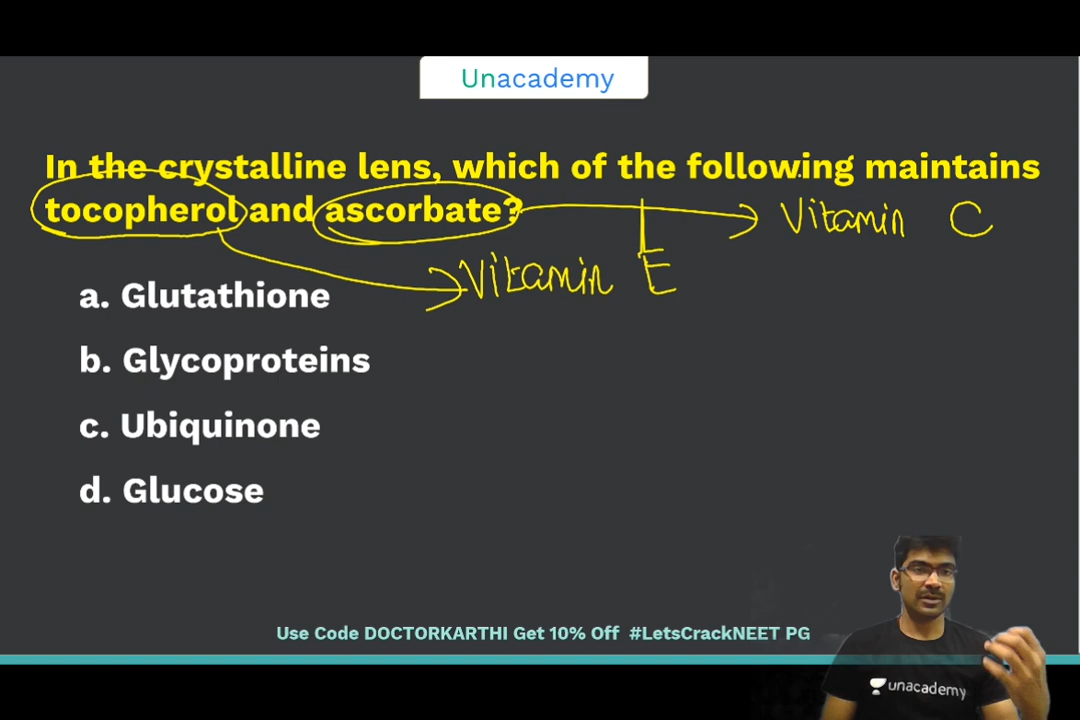 Unacademy
In the crystalline lens, which of the following maintains
tocopherol and ascorbate?
Vitamin C
Vitamin E
a. Glutathione
b. Glycoproteins
c. Ubiquinone
d. Glucose
Use Code DOCTORKARTHI Get 10% Off #LetsCrackNEET PG
unacademy